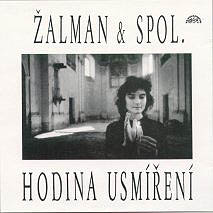 ŽALMAN & SPOL.
HODINA USMÍŘENÍ